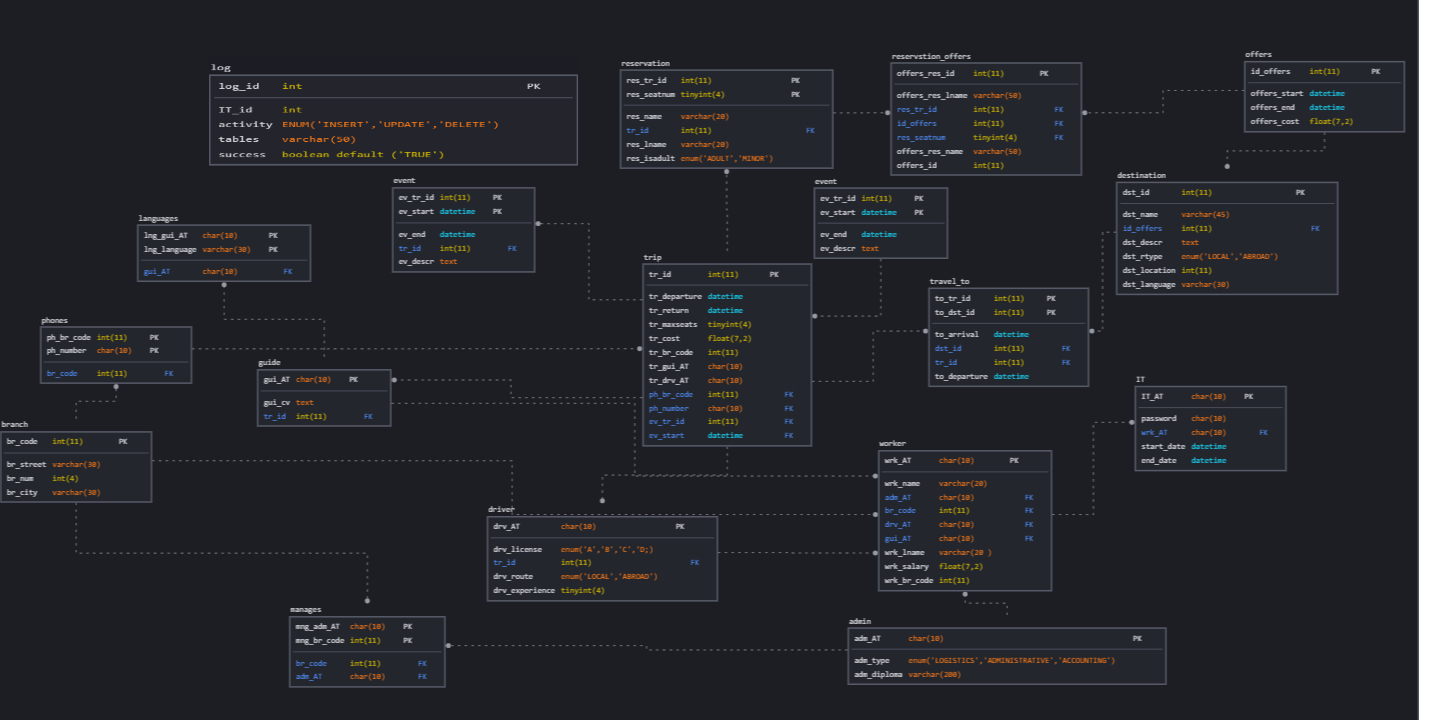 log
log_id int PK
IT_id int
activity ENUM('INSERT','UPDATE','DELETE')
tables varchar(50)
success boolean default ('TRUE')
reservation
res_tr_id int(11) PK
res_seatnum tinyint(4) PK
res_name varchar(20)
tr_id int(11) FK
res_lname varchar(20)
res_isadult enum('ADULT','MINOR')
reservstion_offers
offers_res_id int(11) PK
offers_res_lname varchar(50)
res_tr_id int(11) FK
id_offers int(11) FK
res_seatnum tinyint(4) FK
offers_res_name varchar(50)
offers_id int(11)
offers
id_offers int(11) PK
offers_start datetime
offers_end datetime
offers_cost float(7,2)
event
ev_tr_id int(11) PK
ev_start datetime PK
ev_end datetime
tr_id int(11) FK
ev_descr text
event
ev_tr_id int(11) PK
ev_start datetime PK
ev_end datetime
ev_descr text
destination
dst_id int(11) PK
dst_name varchar(45)
id_offers int(11) FK
dst_descr text
dst_rtype enum('LOCAL','ABROAD')
dst_location int(11)
dst_language varchar(30)
languages
lng_gui_AT char(10) PK
lng_language varchar(30) PK
gui_AT char(10) FK
trip
tr_id int(11) PK
tr_departure datetime
tr_return datetime
tr_maxseats tinyint(4)
tr_cost float(7,2)
tr_br_code int(11)
tr_gui_AT char(10)
tr_drv_AT char(10)
ph_br_code int(11) FK
ph_number char(10) FK
ev_tr_id int(11) FK
ev_start datetime FK
travel_to
to_tr_id int(11) PK
to_dst_id int(11) PK
to_arrival datetime
dst_id int(11) FK
tr_id int(11) FK
to_departure datetime
phones
ph_br_code int(11) PK
ph_number char(10) PK
br_code int(11) FK
guide
gui_AT char(10) PK
gui_cv text
tr_id int(11) FK
IT
IT_AT char(10) PK
password char(10)
wrk_AT char(10) FK
start_date datetime
end_date datetime
branch
br_code int(11) PK
br_street varchar(30)
br_num int(4)
br_city varchar(30)
worker
wrk_AT char(10) PK
wrk_name varchar(20)
adm_AT char(10) FK
br_code int(11) FK
drv_AT char(10) FK
gui_AT char(10) FK
wrk_lname varchar(20 )
wrk_salary float(7,2)
wrk_br_code int(11)
driver
drv_AT char(10) PK
drv_license enum('A','B','C','D;)
tr_id int(11) FK
drv_route enum('LOCAL','ABROAD')
drv_experience tinyint(4)
manages
mng_adm_AT char(10) PK
mng_br_code int(11) PK
br_code int(11) FK
adm_AT char(10) FK
admin
adm_AT char(10) PK
adm_type enum('LOGISTICS','ADMINISTRATIVE','ACCOUNTING')
adm_diploma varchar(200)